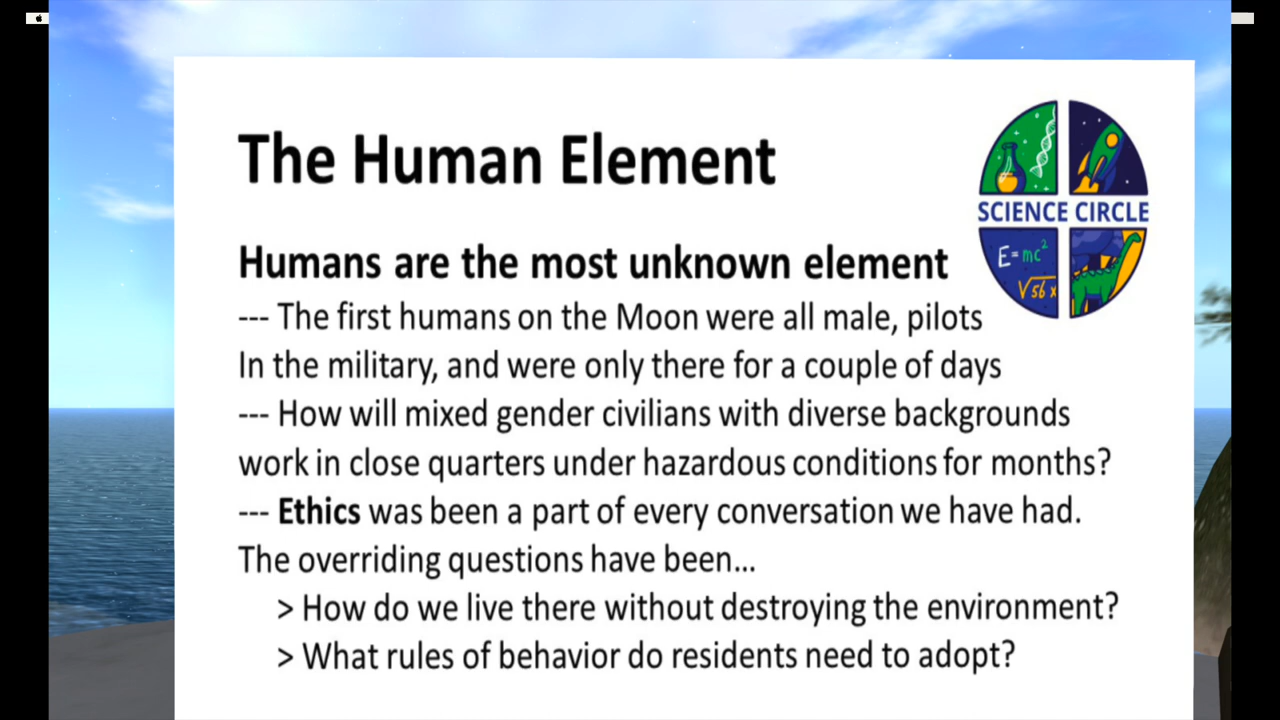 The Human Element
SCIENCE CIRCLE
E=mc²
√56 x
Humans are the most unknown element
--- The first humans on the Moon were all male, pilots
In the military, and were only there for a couple of days
--- How will mixed gender civilians with diverse backgrounds
work in close quarters under hazardous conditions for months?
--- Ethics was been a part of every conversation we have had.
The overriding questions have been...
> How do we live there without destroying the environment?
> What rules of behavior do residents need to adopt?